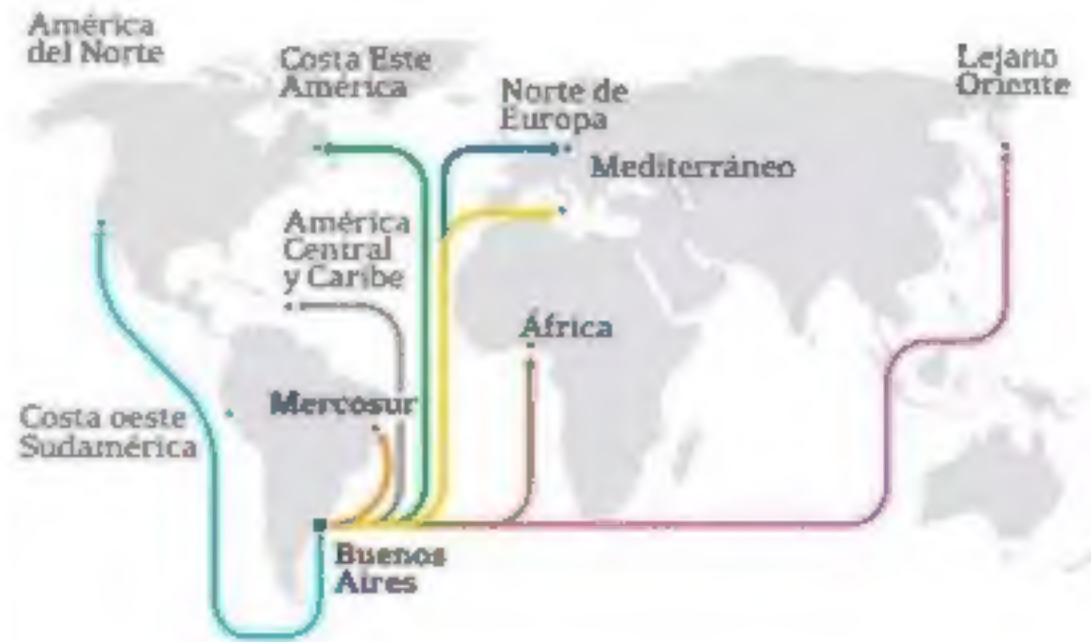 América
del Norte
Costa Este
América
Norte de
Europa
Lejano
Oriente
Mediterráneo
América
Central
y Caribe
África
Mercosur
Costa oeste
Sudamérica
Buenos
Aires